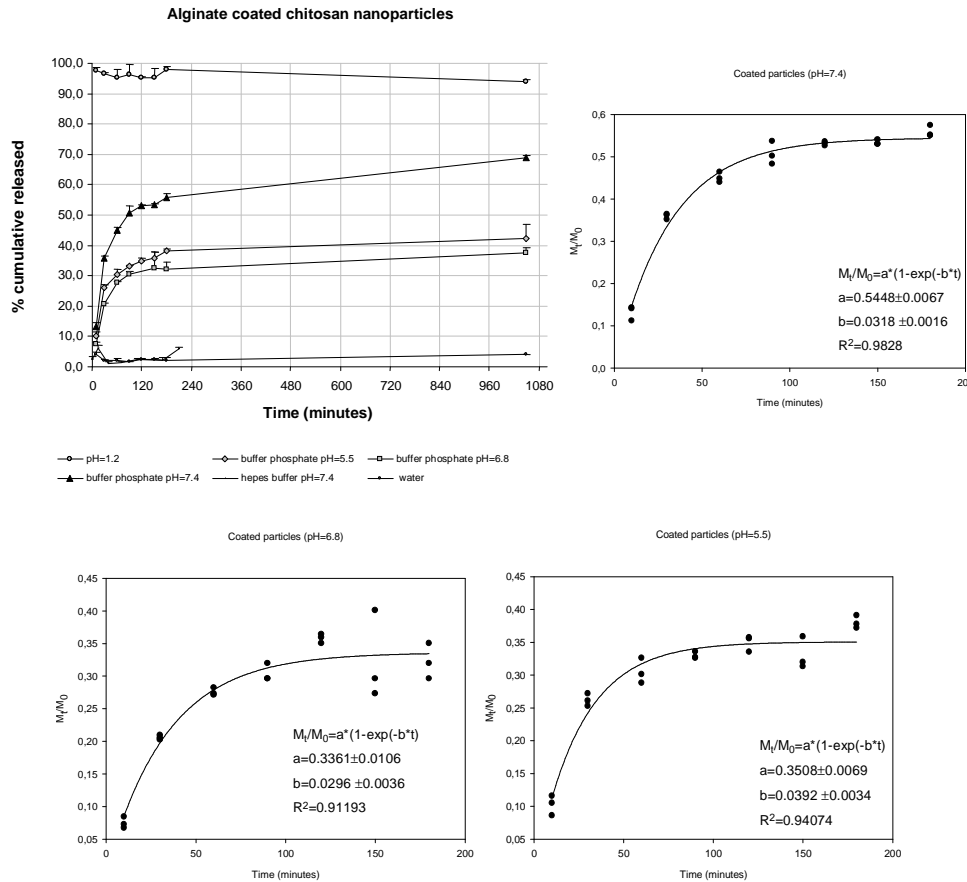 Alginate coated chitosan nanoparticles
100,0
90,0
80,0
70,0
60,0
50,0
40,0
30,0
20,0
10,0
0,0
% cumulative released
0 120 240 360 480 600 720 840 960 1080
Time (minutes)
pH=1.2
buffer phosphate pH=5.5
buffer phosphate pH=6.8
buffer phosphate pH=7.4
hepes buffer pH=7.4
water
Coated particles (pH=7.4)
0,6
0,5
0,3
0,2
0,1
0,0
Mt/M0
Mt/M0=a*(1-exp(-b*t)
a=0.5448±0.0067
b=0.0318 ±0.0016
R2=0.9828
0 50 100 150 200
Time (minutes)
Coated particles (pH=6.8)
0,45
0,40
0,35
0,30
0,25
0,20
0,15
0,10
0,05
Mt/M0
Mt/M0=a*(1-exp(-b*t)
a=0.3361±0.0106
b=0.0296 ±0.0036
R2=0.91193
0 50 100 150 200
Time (minutes)
Coated particles (pH=5.5)
0,45
0,40
0,35
0,30
0,25
0,20
0,15
0,10
0,05
Mt/M0
Mt/M0=a*(1-exp(-b*t)
a=0.3508±0.0069
b=0.0392 ±0.0034
R2=0.94074
0 50 100 150 200
Time (minutes)